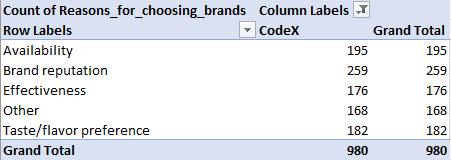 Count of Reasons_for_choosing_brands Column Labels
Row Labels CodeX Grand Total
Availability 195 195
Brand reputation 259 259
Effectiveness 176 176
Other 168 168
Taste/flavor preference 182 182
Grand Total 980 980